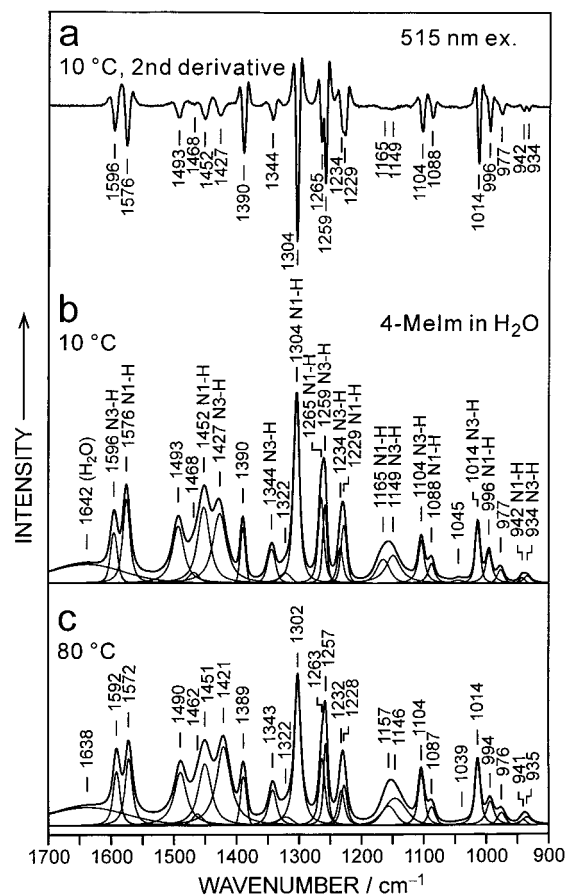 a
515 nm ex.
10 °C, 2nd derivative
1596
1576
1493
1468
1452
1427
1390
1344
1304
1265
1259
1234
1229
1165
1149
1104
1088
1014
996
977
942
934
b
10 °C
4-MeIm in H2O
1642 (H2O)
1596 N3-H
1576 N1-H
1493
1468
1452 N1-H
1427 N3-H
1390
1344 N3-H
1322
1304 N1-H
1265 N1-H
1259 N3-H
1234 N3-H
1229 N1-H
1165 N1-H
1149 N3-H
1104 N3-H
1088 N1-H
1045
1014 N3-H
996 N1-H
977
942 N1-H
934 N3-H
c
80 °C
1638
1592
1572
1490
1462
1451
1421
1389
1343
1322
1302
1263
1257
1232
1228
1157
1146
1104
1087
1039
1014
994
976
941
935
INTENSITY
1700 1600 1500 1400 1300 1200 1100 1000 900
WAVENUMBER / cm−1